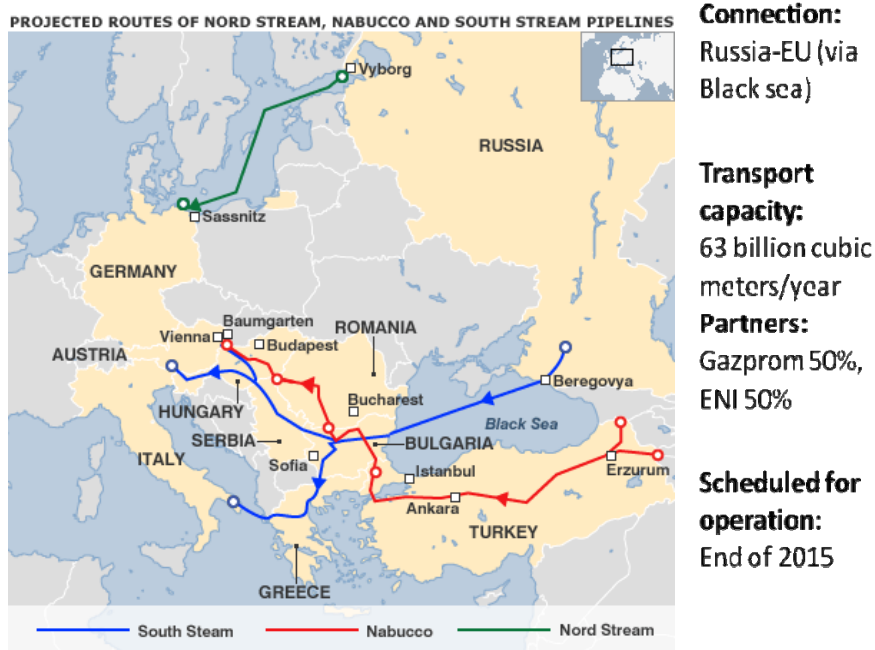 PROJECTED ROUTES OF NORD STREAM, NABUCCO AND SOUTH STREAM PIPELINES
Vyborg
RUSSIA
Sassnitz
GERMANY
Baumgarten
Vienna
Budapest
ROMANIA
AUSTRIA
Beregovya
HUNGARY
Bucharest
Black Sea
SERBIA
BULGARIA
ITALY
Sofia
Istanbul
Erzurum
Ankara
TURKEY
GREECE
South Steam
Nabucco
Nord Stream
Connection:
Russia-EU (via
Black sea)
Transport
capacity:
63 billion cubic
meters/year
Partners:
Gazprom 50%,
ENI 50%
Scheduled for
operation:
End of 2015